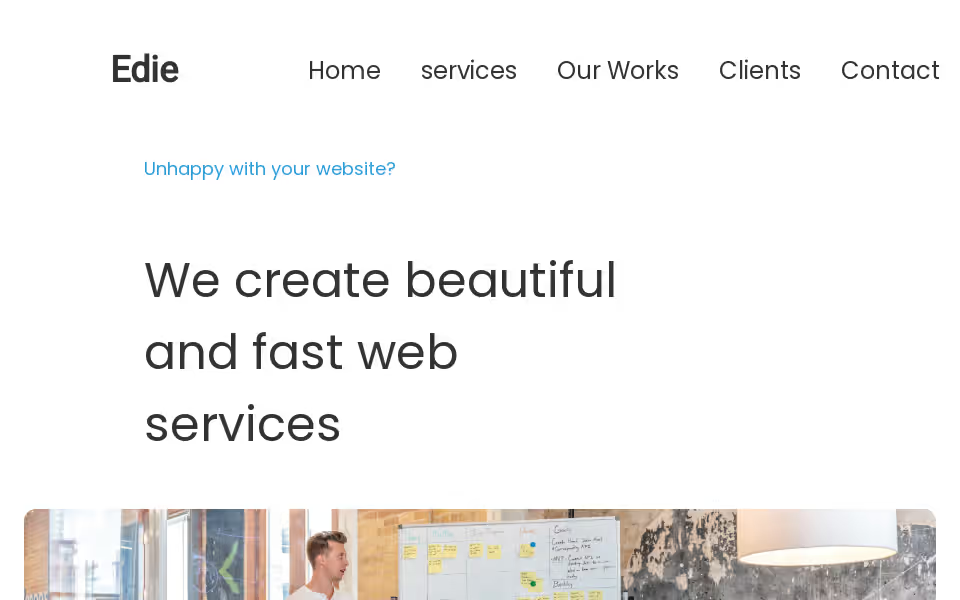 Edie
Home services Our Works Clients Contact
Unhappy with your website?
We create beautiful
and fast web
services